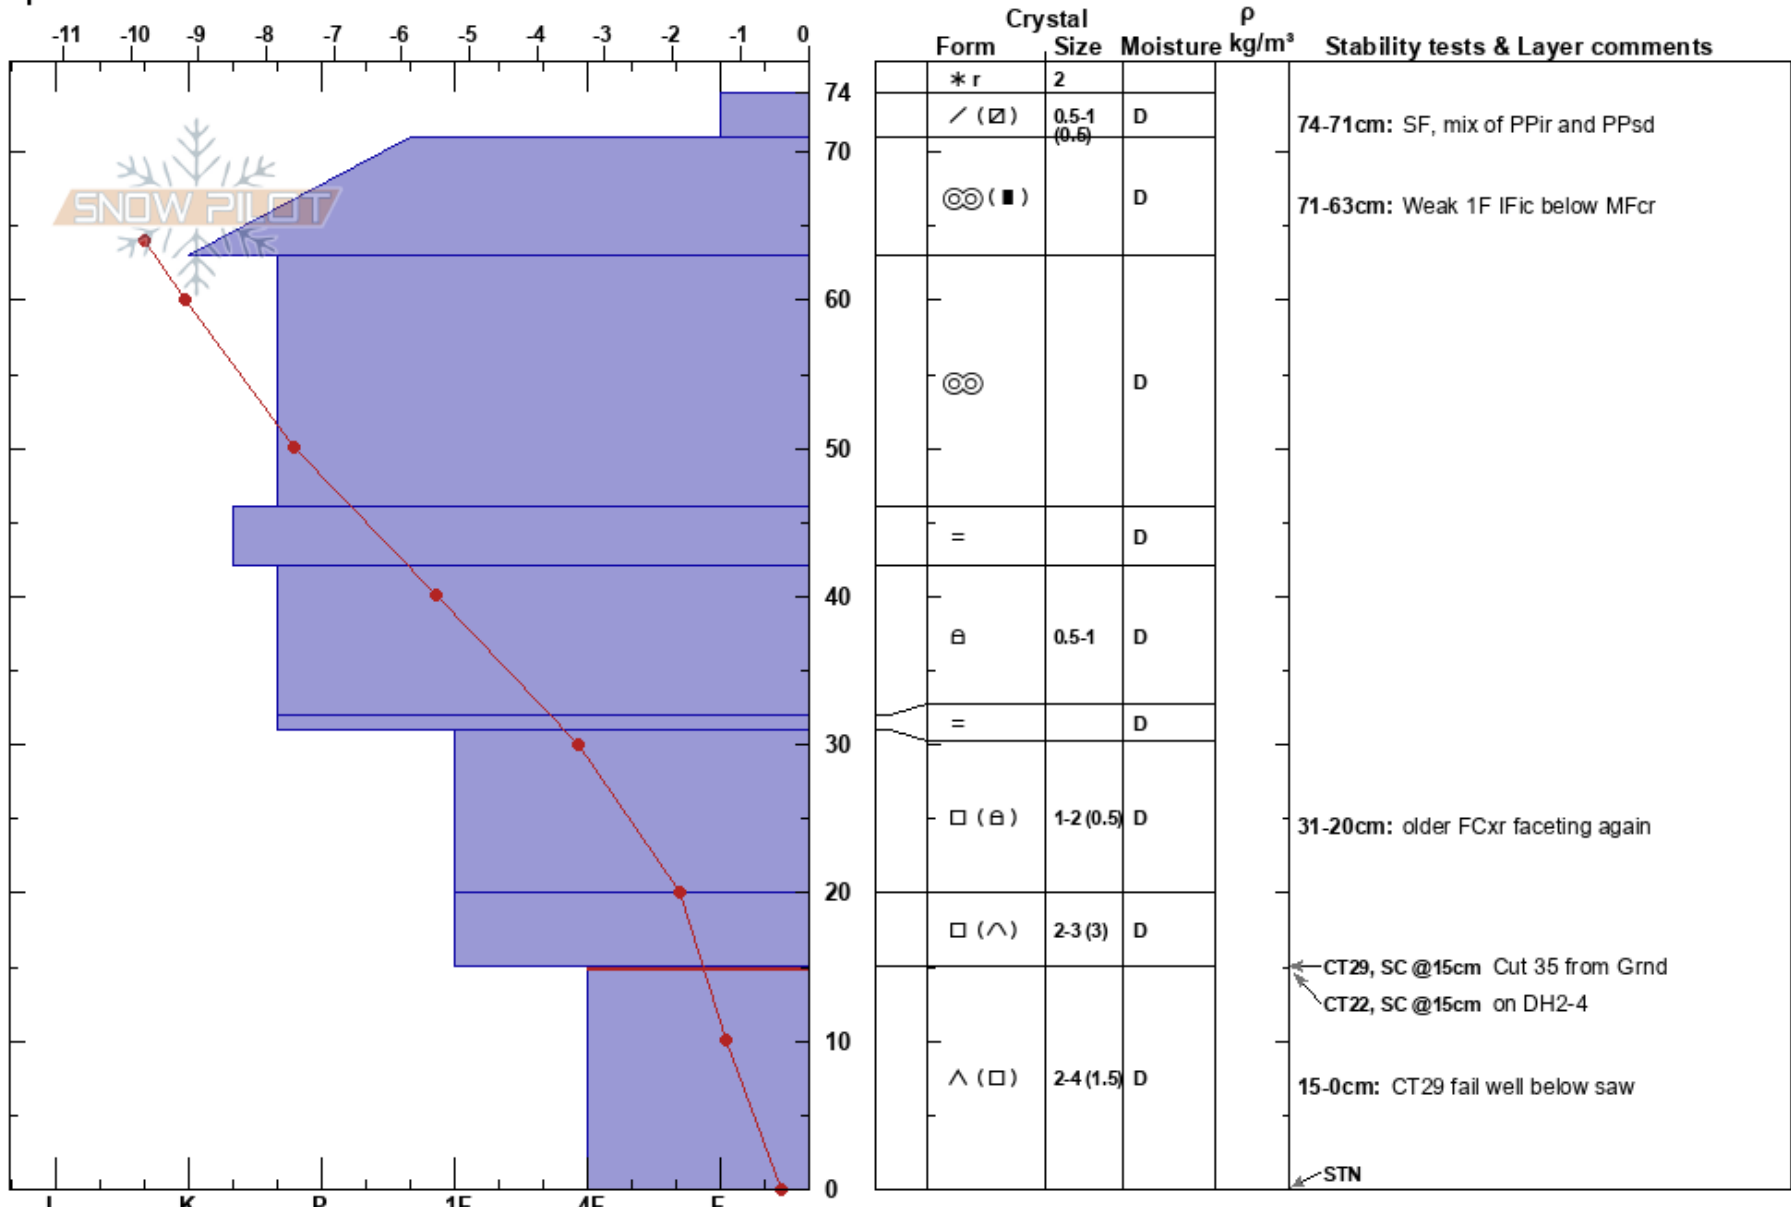 Crystal ρ
-11 -10 -9 -8 -7 -6 -5 -4 -3 -2 -1 0 Form Size Moisture kg/m³ Stability tests & Layer comments
r 2
74
/ ( ) 0.5-1 D 74-71cm: SF, mix of PPir and PPsd
(0.5)
70
SNOW PILOT ( ) D 71-63cm: Weak 1F IFic below MFcr
60
D
50
= D
40
0.5-1 D
= D
30
( ) 1-2 (0.5) D 31-20cm: older FCxr faceting again
20
( ) 2-3 (3) D
CT29, SC @15cm Cut 35 from Grnd
CT22, SC @15cm on DH2-4
10
( ) 2-4 (1.5) D 15-0cm: CT29 fail well below saw
STN
0
I K P 1F 4F F